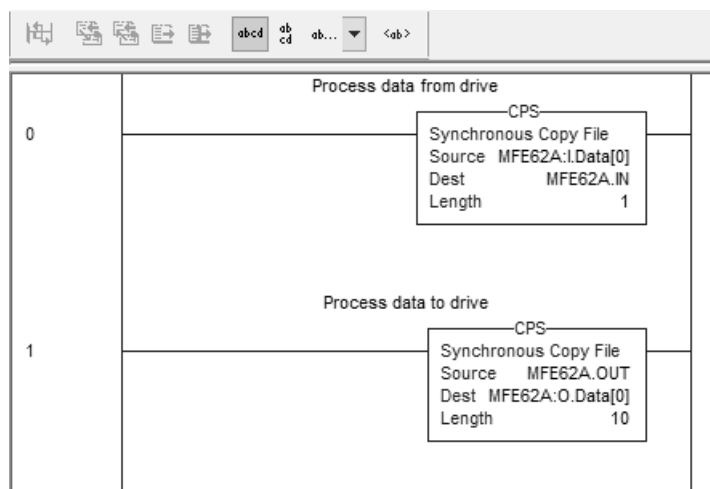 abcd
ab
cd
ab...
<ab>
Process data from drive
0
CPS
Synchronous Copy File
Source MFE62A:I.Data[0]
Dest MFE62A.IN
Length 1
Process data to drive
1
CPS
Synchronous Copy File
Source MFE62A.OUT
Dest MFE62A:O.Data[0]
Length 10